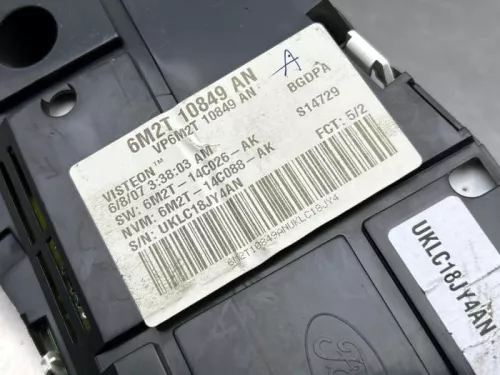 6M2T 10849 AN
VP6M2T 10849 AN
A
BGDPA
S14729
VISTEON
6/8/07 3:38:03 AM
SW: 6M2T-14C026-AK
NVM: 6M2T-14C088-AK
S/N: UKLC18JY4AN
FCT: 5/2
6M2T10849ANUKLC18JY4
UKLC18JY4AN